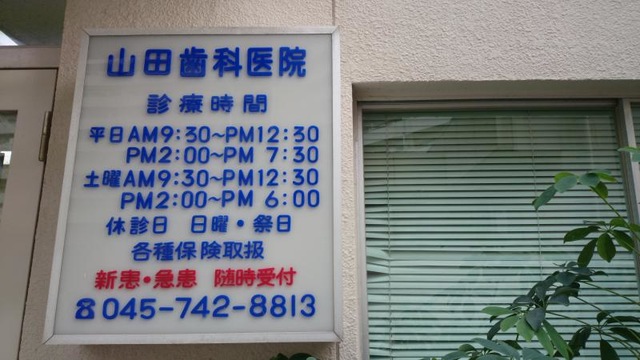 山田歯科医院
診療時間
平日AM9:30~PM12:30
PM2:00~PM 7:30
土曜AM9:30~PM12:30
PM2:00~PM 6:00
休診日 日曜・祭日
各種保険取扱
新患・急患 随時受付
☎045-742-8813